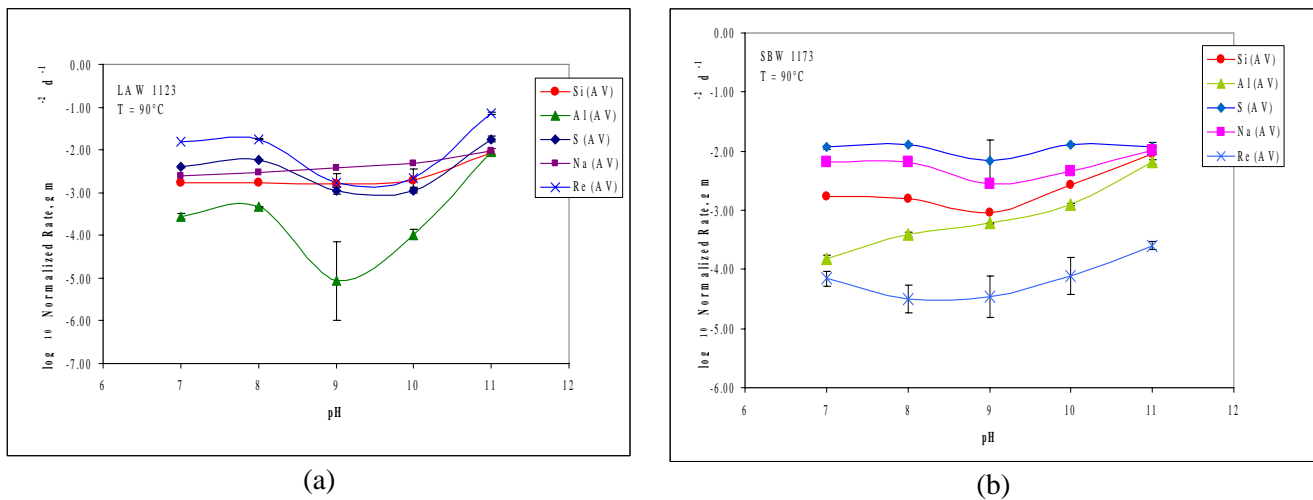 LAW 1123
T = 90°C
log 10 Normalized Rate, g m -2 d -1
0.00
-1.00
-2.00
-3.00
-4.00
-5.00
-6.00
-7.00
6
7
8
9
10
11
12
pH
Si(AV)
Al(AV)
S (AV)
Na (AV)
Re (AV)
(a)
SBW 1173
T = 90°C
log 10 Normalized Rate, g m -2 d -1
0.00
-1.00
-2.00
-3.00
-4.00
-5.00
-6.00
6
7
8
9
10
11
12
pH
Si(AV)
Al(AV)
S (AV)
Na (AV)
Re (AV)
(b)